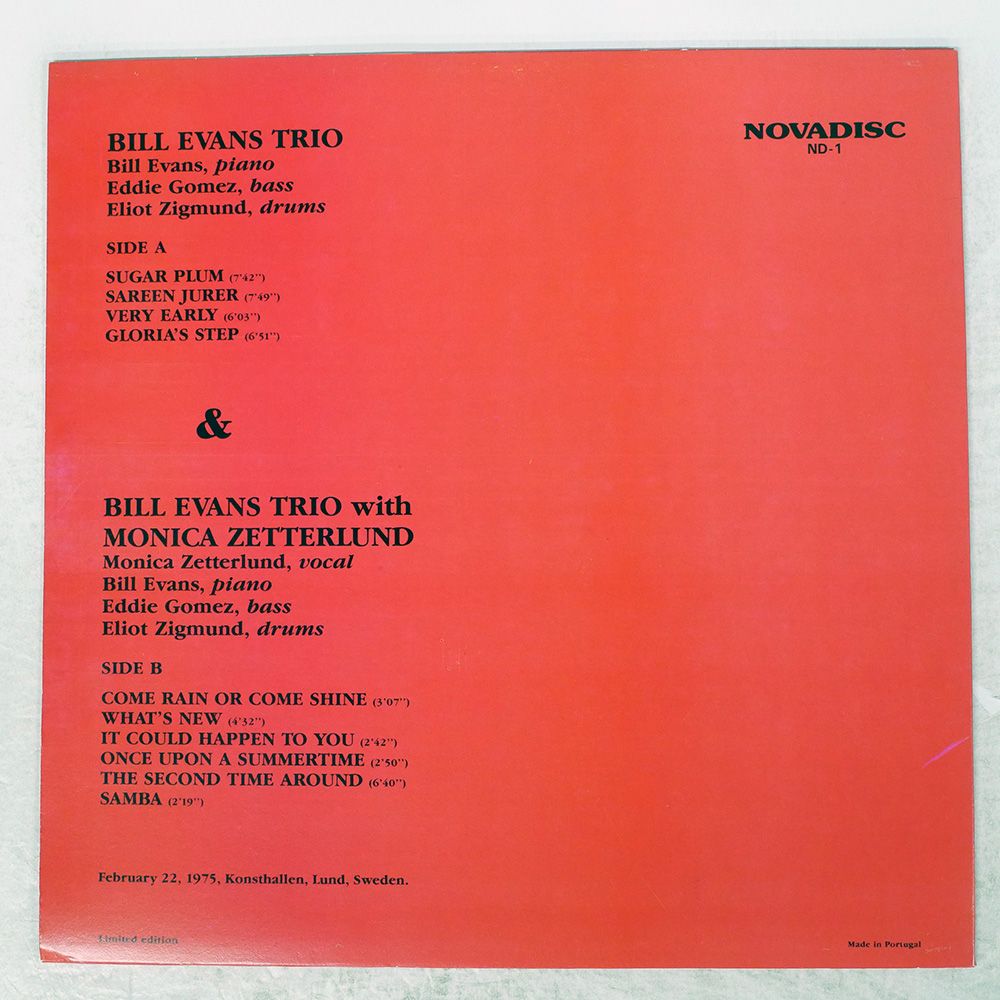 BILL EVANS TRIO
Bill Evans, piano
Eddie Gomez, bass
Eliot Zigmund, drums
SIDE A
SUGAR PLUM (7'42'')
SAREEN JURER (7'49'')
VERY EARLY (6'03'')
GLORIA'S STEP (6'51'')
&
BILL EVANS TRIO with
MONICA ZETTERLUND
Monica Zetterlund, vocal
Bill Evans, piano
Eddie Gomez, bass
Eliot Zigmund, drums
SIDE B
COME RAIN OR COME SHINE (3'07'')
WHAT'S NEW (4'32'')
IT COULD HAPPEN TO YOU (2'42'')
ONCE UPON A SUMMERTIME (2'50'')
THE SECOND TIME AROUND (6'40'')
SAMBA (2'19'')
February 22, 1975, Konsthallen, Lund, Sweden.
Limited edition
NOVADISC
ND-1
Made in Portugal